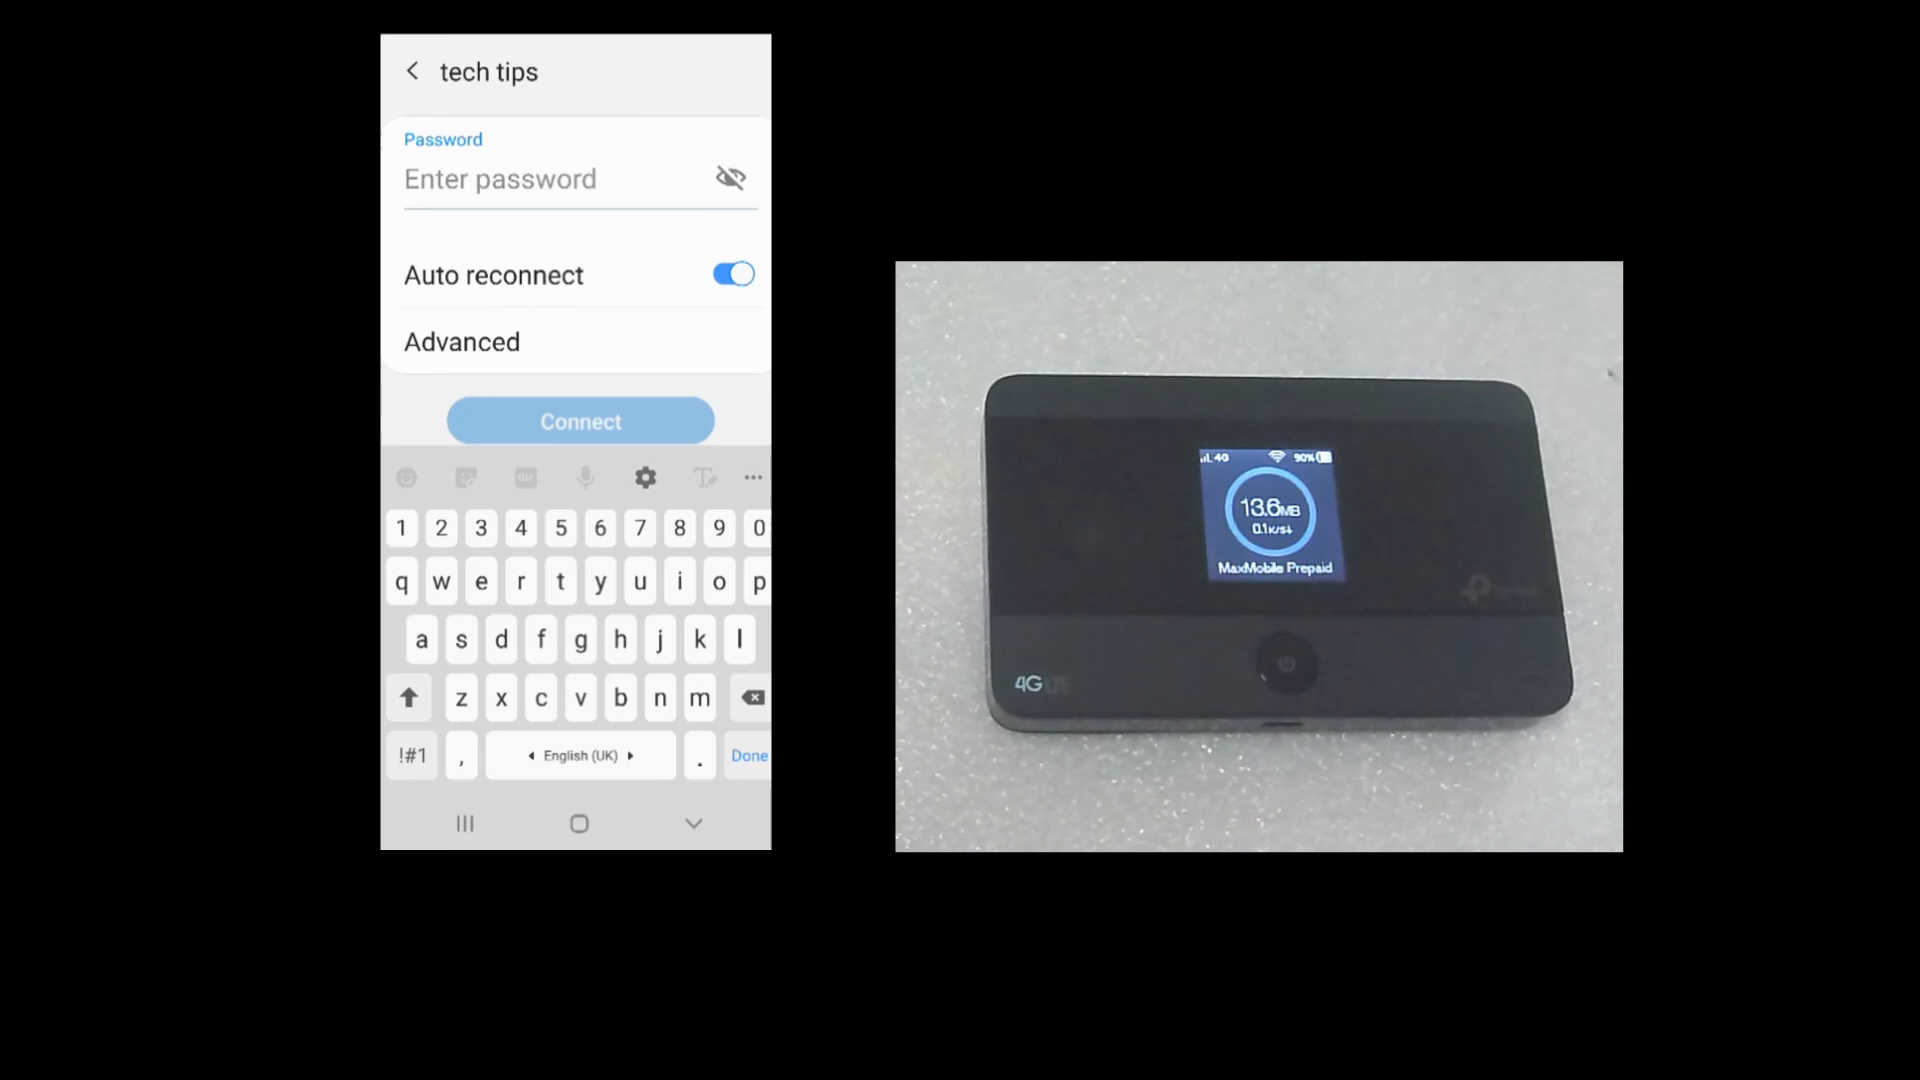 tech tips
Password
Enter password
Auto reconnect
Advanced
Connect
GIF
1 2 3 4 5 6 7 8 9 0
q w e r t y u i o p
a s d f g h j k l
z x c v b n m
!#1 , English (UK) . Done
4G 90%
13.6MB
0.1K/S
MaxMobile Prepaid
4G